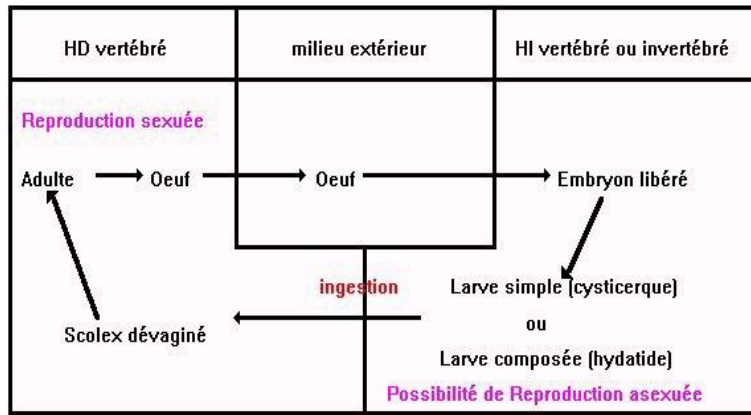 HD vertébré
milieu extérieur
HI vertébré ou invertébré
Reproduction sexuée
Adulte
Oeuf
Oeuf
Embryon libéré
ingestion
Larve simple (cysticerque)
ou
Scolex dévaginé
Larve composée (hydatide)
Possibilité de Reproduction asexuée